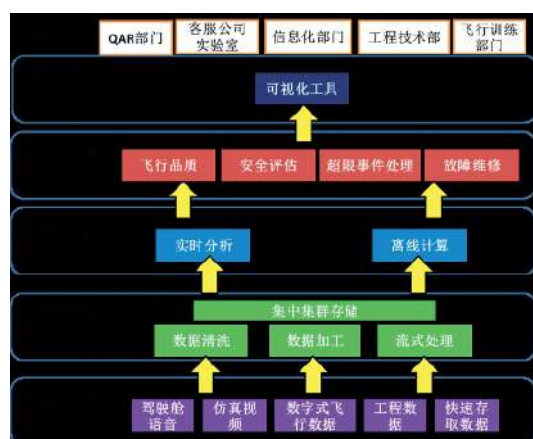 QAR部门
客服公司
实验室
信息化部门
工程技术部
飞行训练
部门
可视化工具
飞行品质
安全评估
超限事件处理
故障维修
实时分析
离线计算
集中集群存储
数据清洗
数据加工
流式处理
驾驶舱
语音
仿真视
频
数字式飞
行数据
工程数
据
快速存
取数据